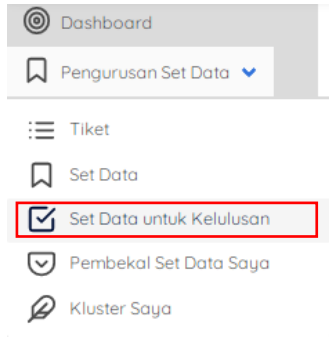 Dashboard
Pengurusan Set Data
Tiket
Set Data
Set Data untuk Kelulusan
Pembekal Set Data Saya
Kluster Saya